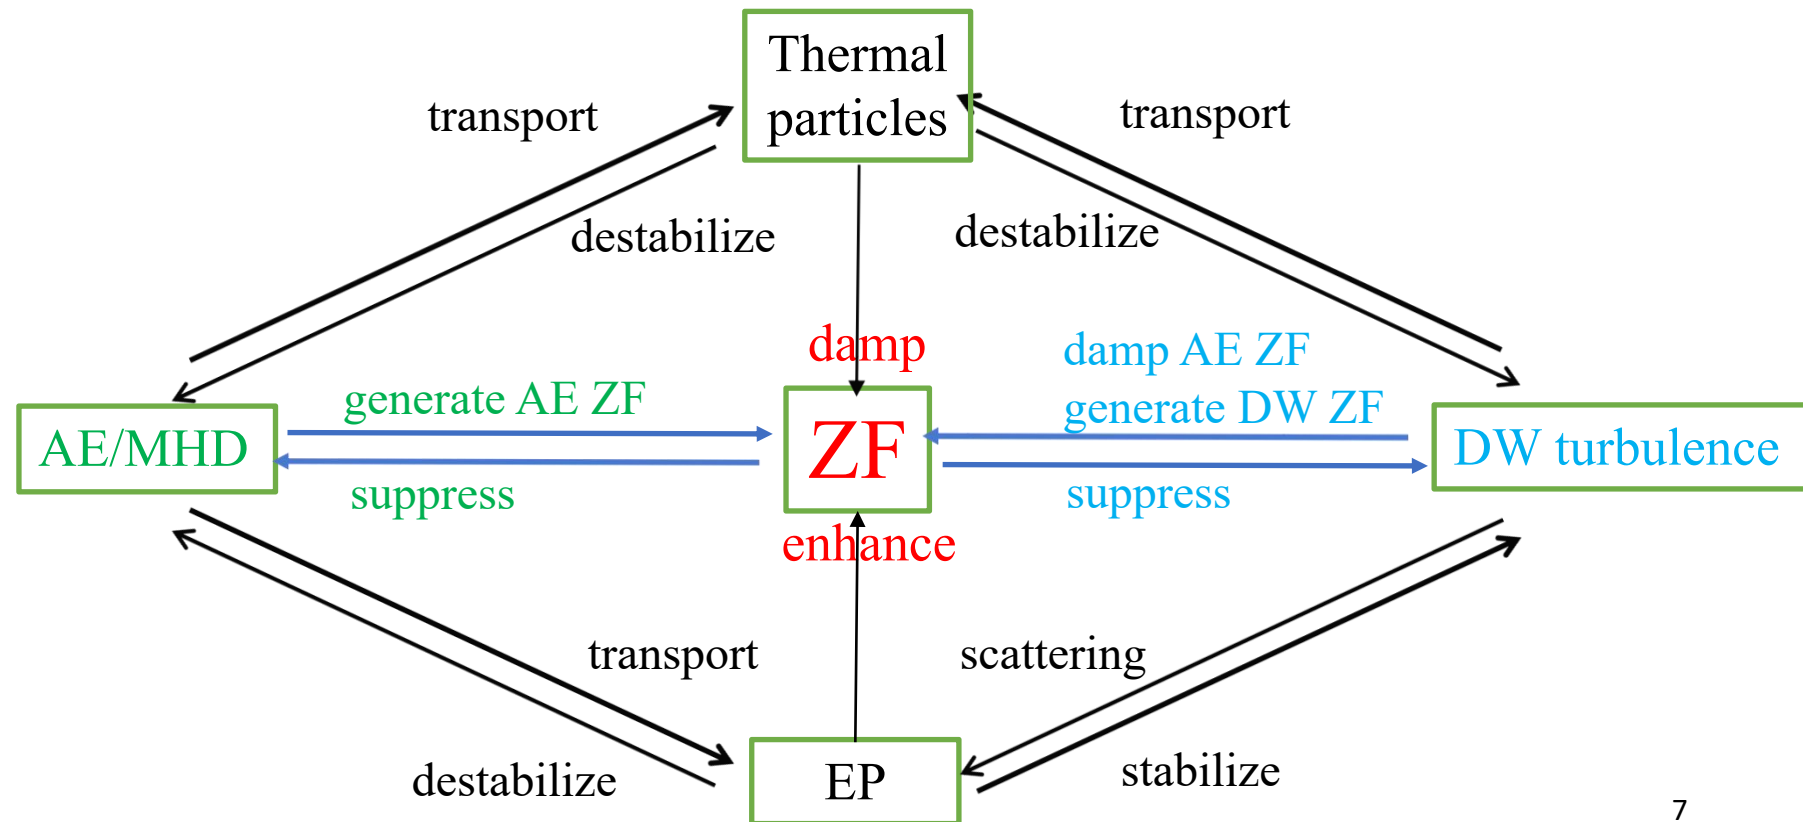 Thermal
particles
transport
transport
destabilize
destabilize
damp
damp AE ZF
generate AE ZF
generate DW ZF
AE/MHD
ZF
DW turbulence
suppress
suppress
enhance
transport
scattering
destabilize
EP
stabilize
7